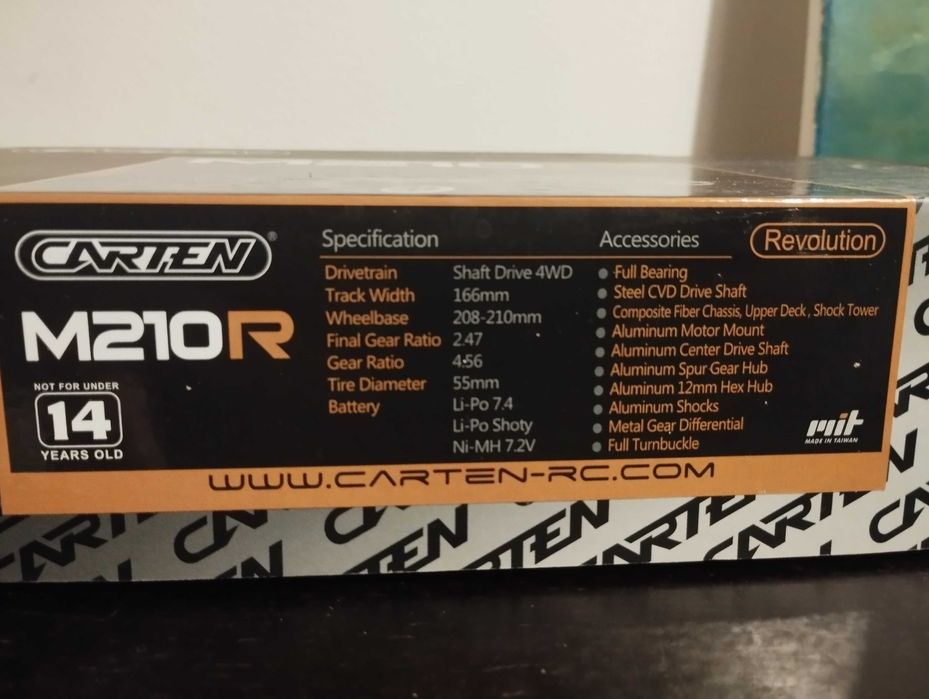 CARTEN®
M210R
NOT FOR UNDER
14
YEARS OLD
Specification
Drivetrain Shaft Drive 4WD
Track Width 166mm
Wheelbase 208-210mm
Final Gear Ratio 2.47
Gear Ratio 4.56
Tire Diameter 55mm
Battery Li-Po 7.4
Li-Po Shoty
Ni-MH 7.2V
Accessories
Revolution
Full Bearing
Steel CVD Drive Shaft
Composite Fiber Chassis, Upper Deck , Shock Tower
Aluminum Motor Mount
Aluminum Center Drive Shaft
Aluminum Spur Gear Hub
Aluminum 12mm Hex Hub
Aluminum Shocks
Metal Gear Differential
Full Turnbuckle
mit
MADE IN TAIWAN
WWW.CARTEN-RC.COM
CARTEN
CARTEN
CARTEN
CARTEN